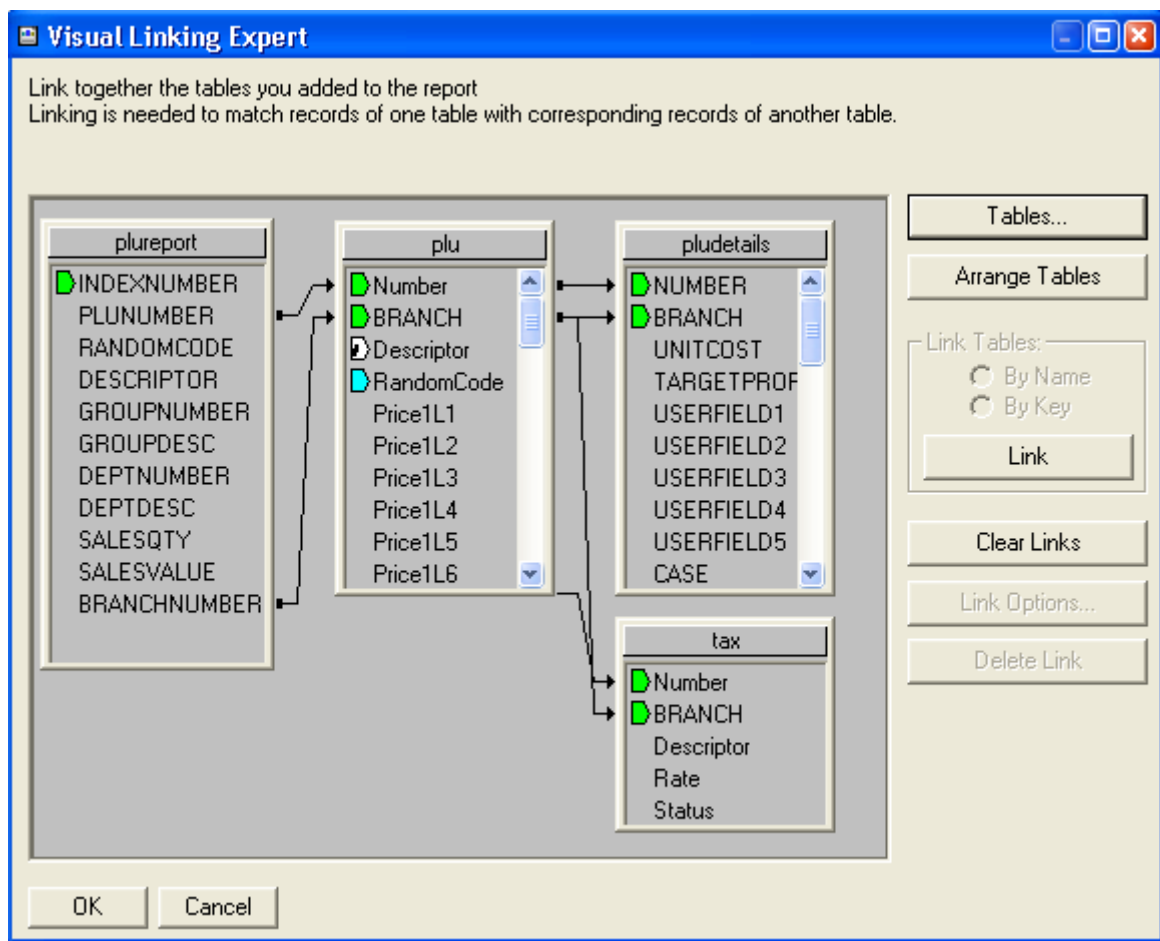 Visual Linking Expert
Link together the tables you added to the report
Linking is needed to match records of one table with corresponding records of another table.
plureport
INDEXNUMBER
PLUNUMBER
RANDOMCODE
DESCRIPTOR
GROUPNUMBER
GROUPDESC
DEPTNUMBER
DEPTDESC
SALESQTY
SALESVALUE
BRANCHNUMBER
plu
Number
BRANCH
Descriptor
RandomCode
Price1L1
Price1L2
Price1L3
Price1L4
Price1L5
Price1L6
pludetails
NUMBER
BRANCH
UNITCOST
TARGETPROF
USERFIELD1
USERFIELD2
USERFIELD3
USERFIELD4
USERFIELD5
CASE
tax
Number
BRANCH
Descriptor
Rate
Status
Tables...
Arrange Tables
Link Tables:
By Name
By Key
Link
Clear Links
Link Options...
Delete Link
OK
Cancel